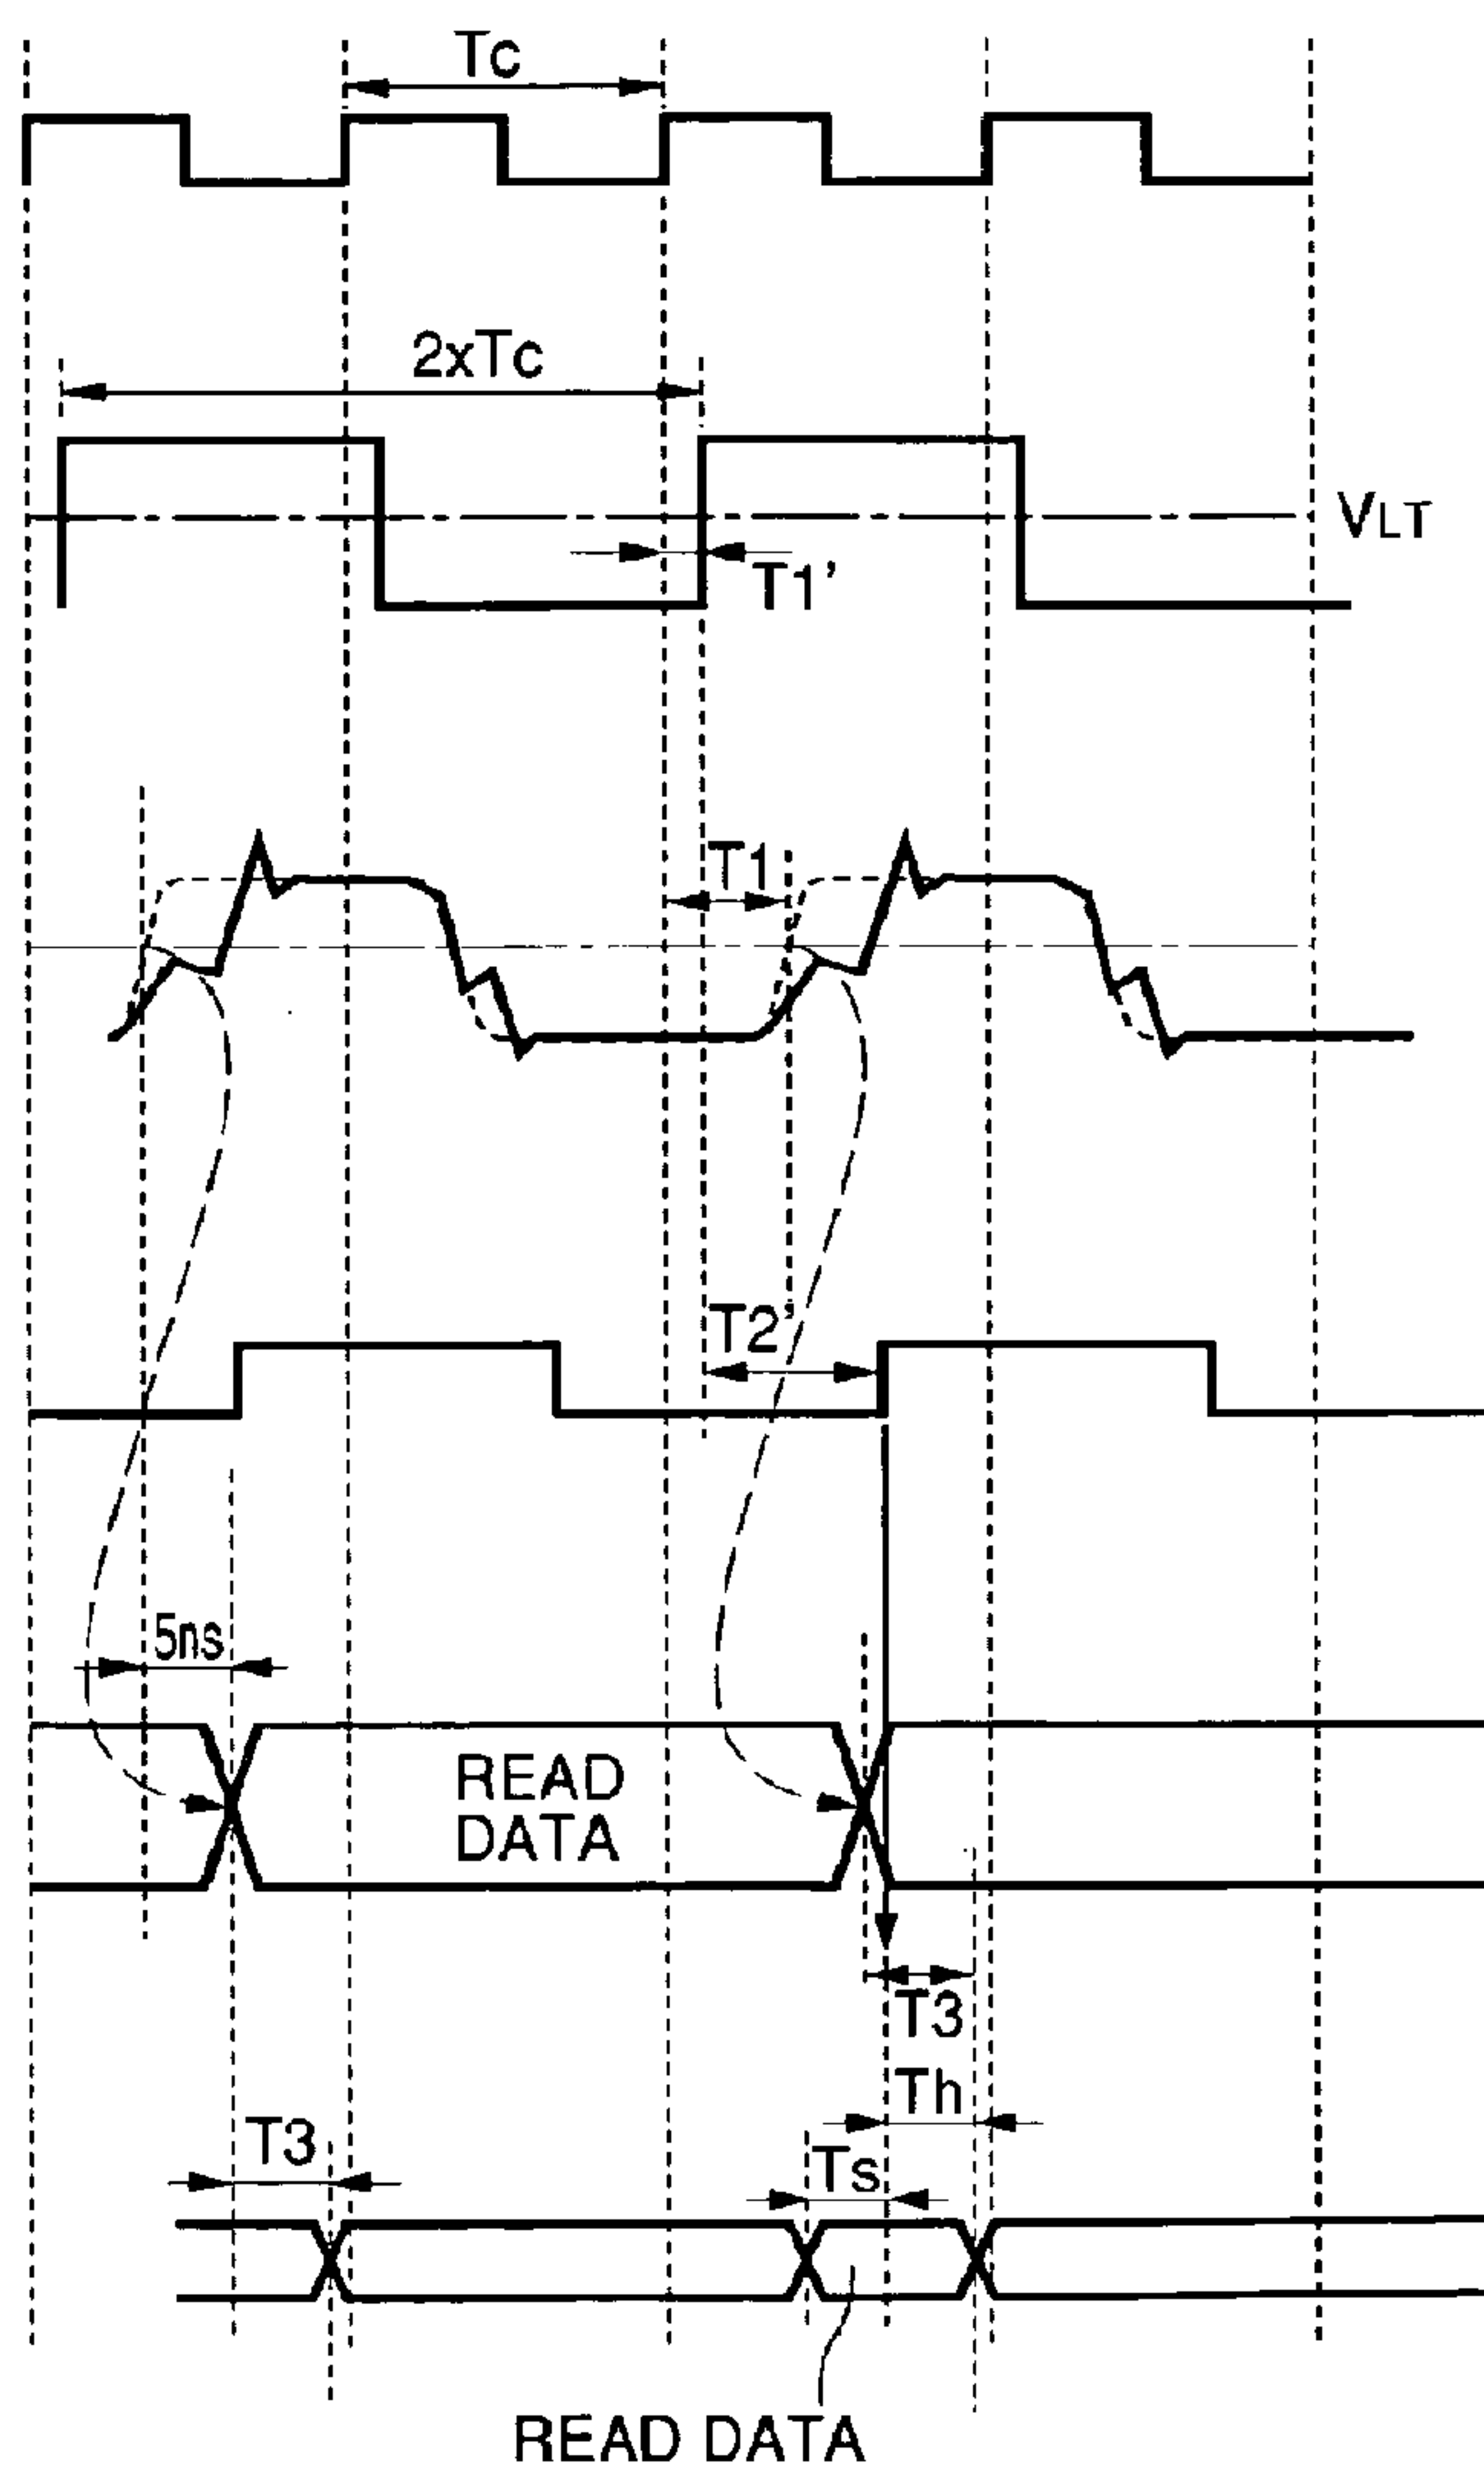 Tc
2xTc
VLT
T1'
T1
T2'
5ns
READ
DATA
T3
Th
T3
Ts
READ DATA